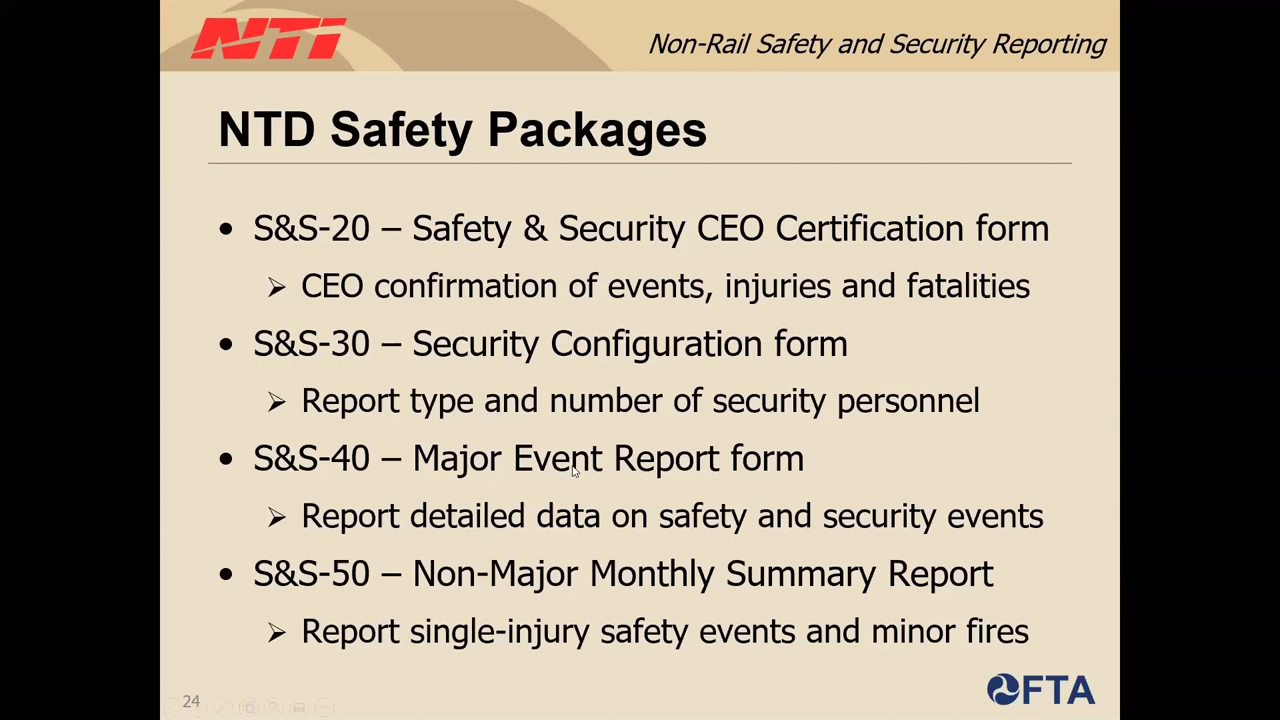 NTI
Non-Rail Safety and Security Reporting
NTD Safety Packages
• S&S-20 – Safety & Security CEO Certification form
➢ CEO confirmation of events, injuries and fatalities
• S&S-30 – Security Configuration form
➢ Report type and number of security personnel
• S&S-40 – Major Event Report form
➢ Report detailed data on safety and security events
• S&S-50 – Non-Major Monthly Summary Report
➢ Report single-injury safety events and minor fires
24
FTA